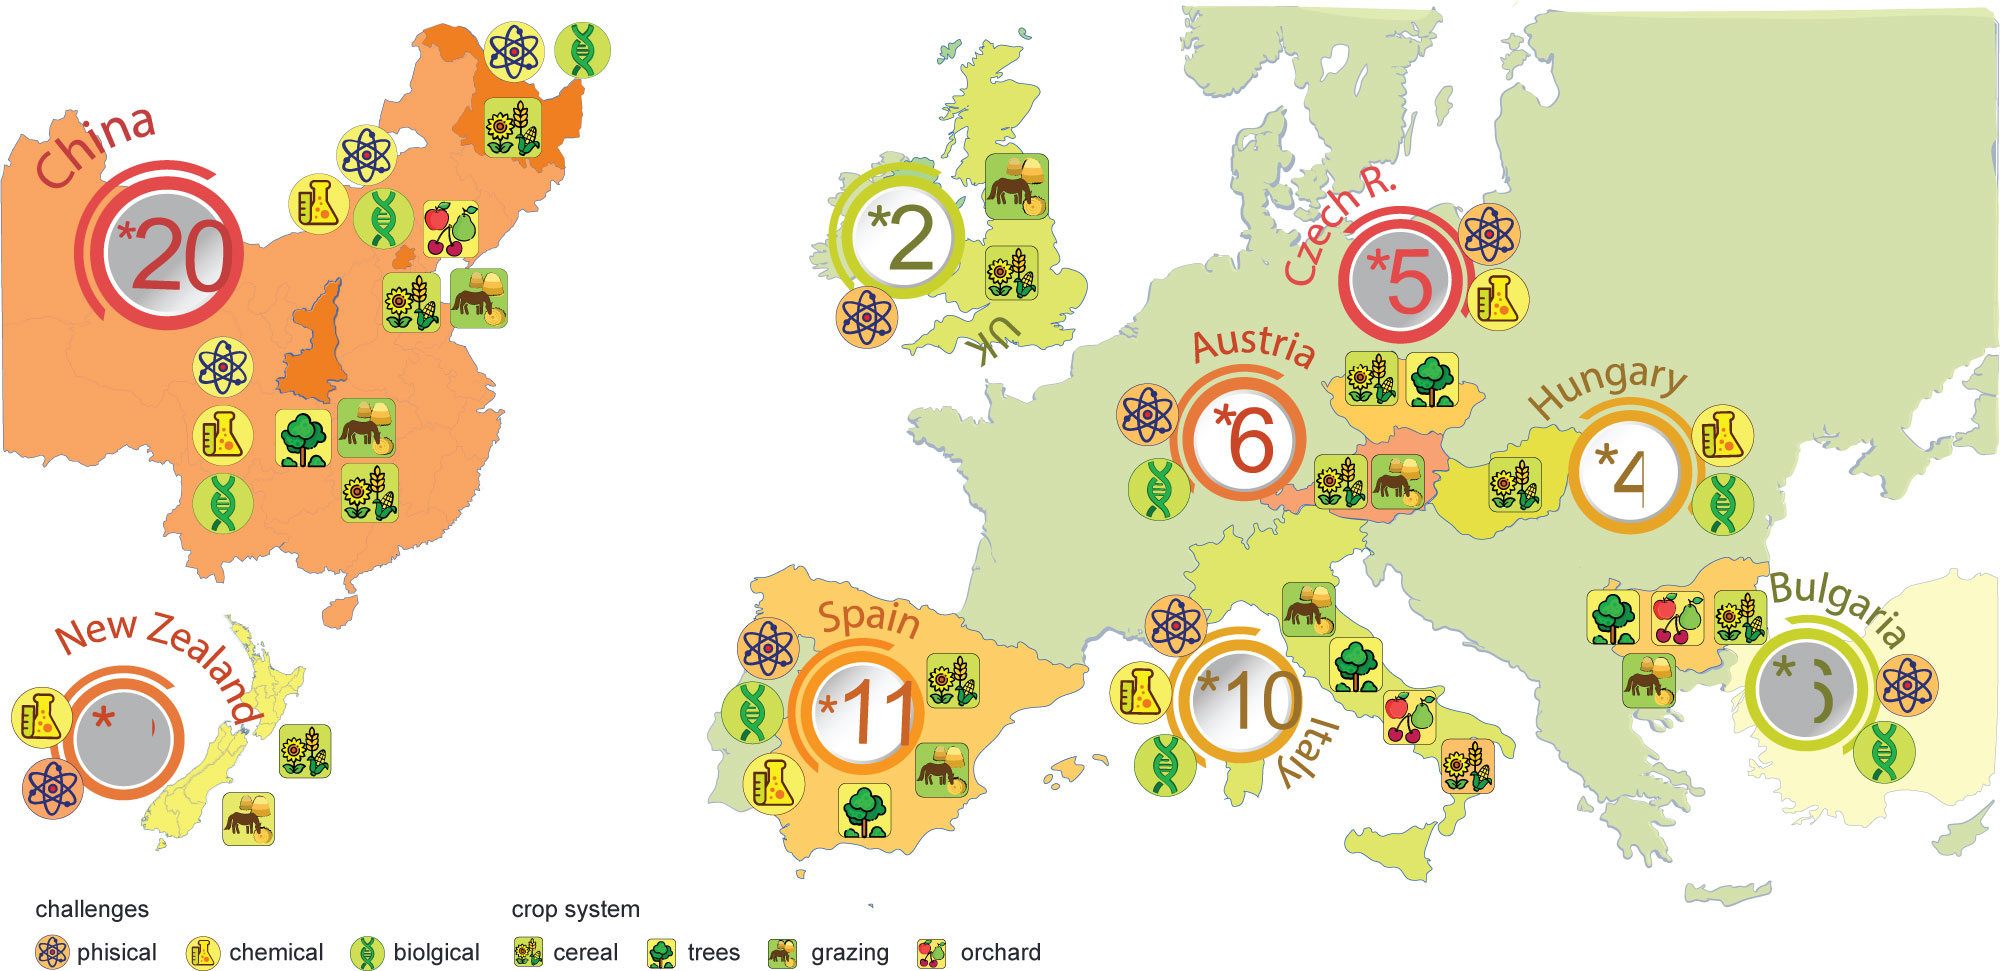 China
*20
*2
UK
Czech R.
*5
Austria
*6
Hungary
*4
New Zealand
*
Spain
*11
*10
Italy
Bulgaria
*
challenges
crop system
phisical
chemical
biolgical
cereal
trees
grazing
orchard